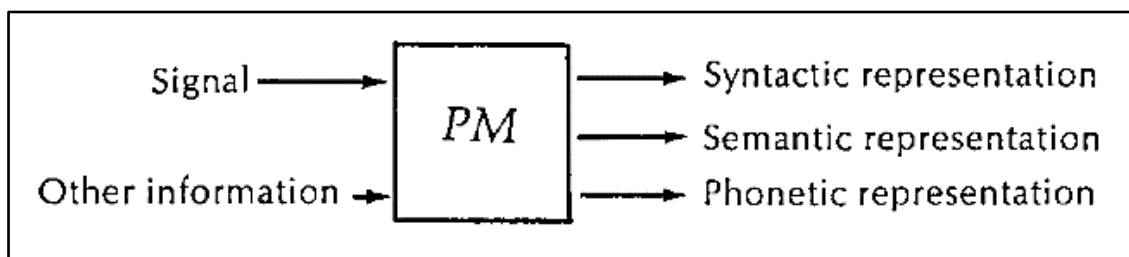 Signal
Other information
PM
Syntactic representation
Semantic representation
Phonetic representation